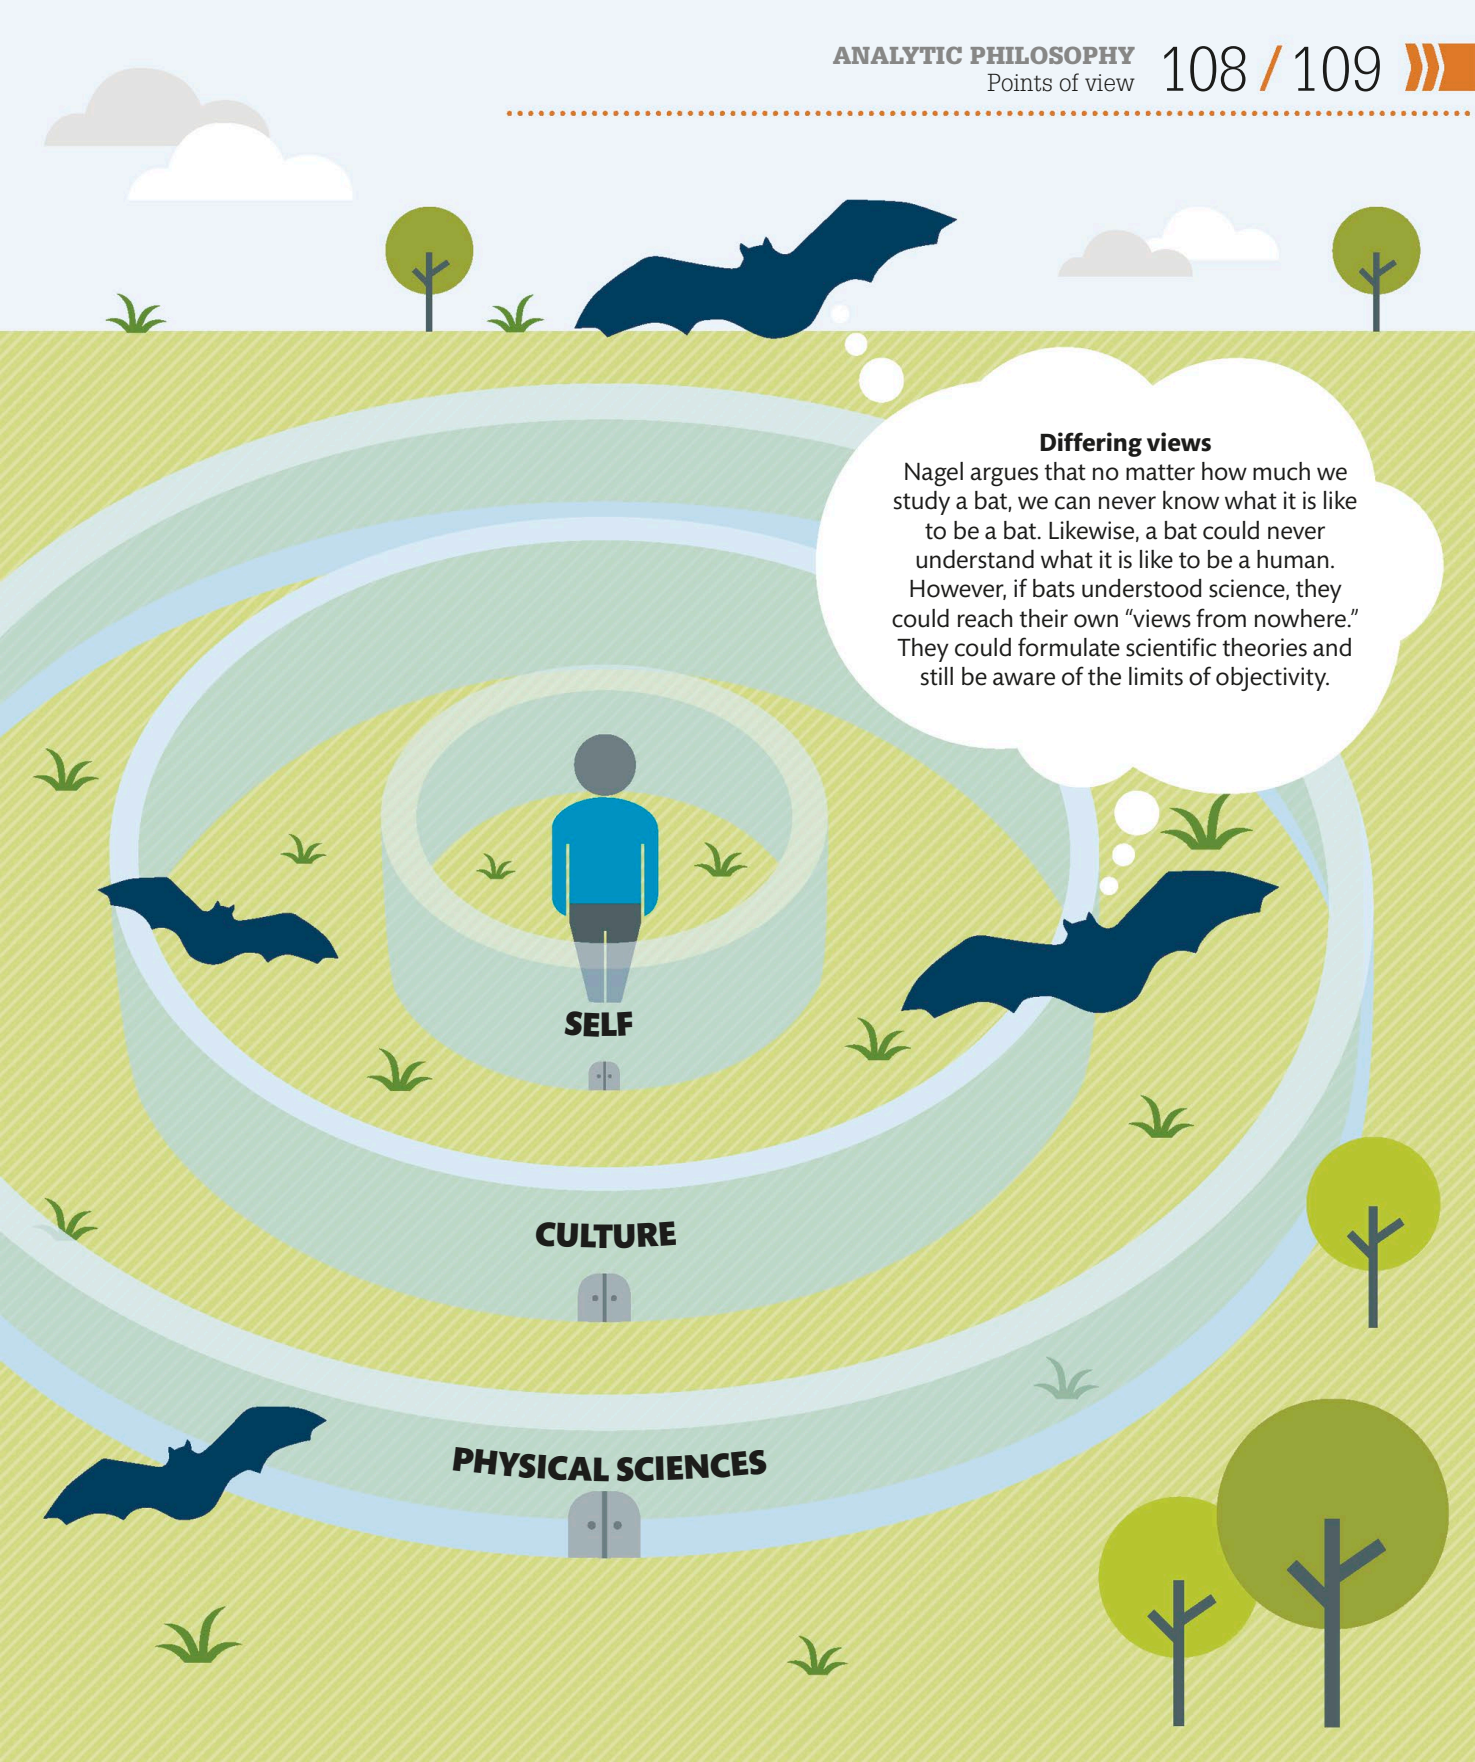 ANALYTIC PHILOSOPHY
Points of view
108 / 109
Differing views
Nagel argues that no matter how much we
study a bat, we can never know what it is like
to be a bat. Likewise, a bat could never
understand what it is like to be a human.
However, if bats understood science, they
could reach their own “views from nowhere.”
They could formulate scientific theories and
still be aware of the limits of objectivity.
SELF
CULTURE
PHYSICAL SCIENCES